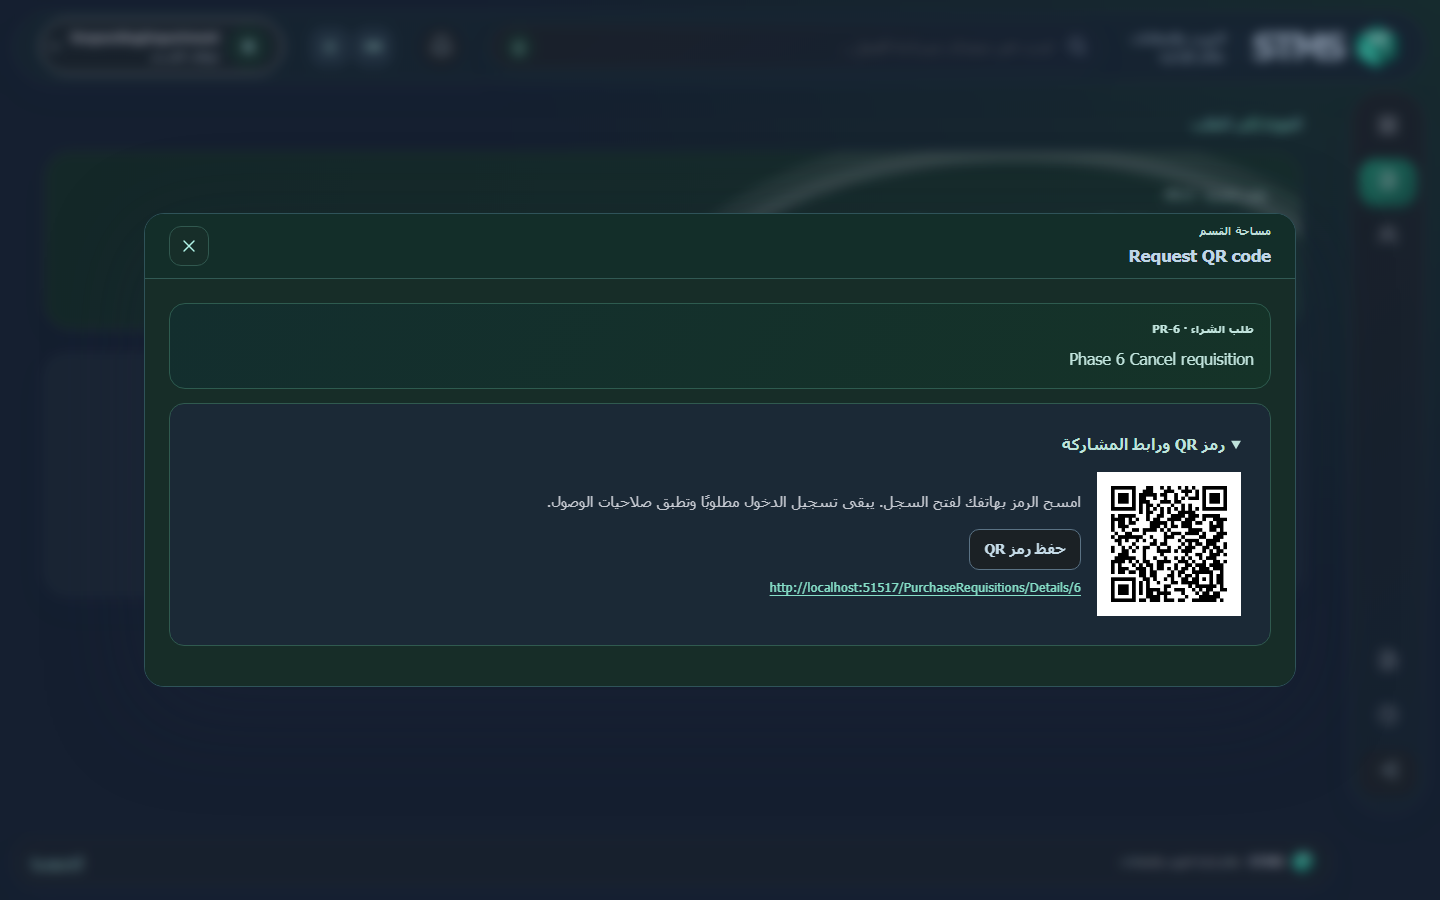 STMS
مساحة القسم
Request QR code
طلب الشراء · PR-6
Phase 6 Cancel requisition
▼ رمز QR ورابط المشاركة
امسح الرمز بهاتفك لفتح السجل. يبقى تسجيل الدخول مطلوبًا وتطبق صلاحيات الوصول.
حفظ رمز QR
http://localhost:51517/PurchaseRequisitions/Details/6